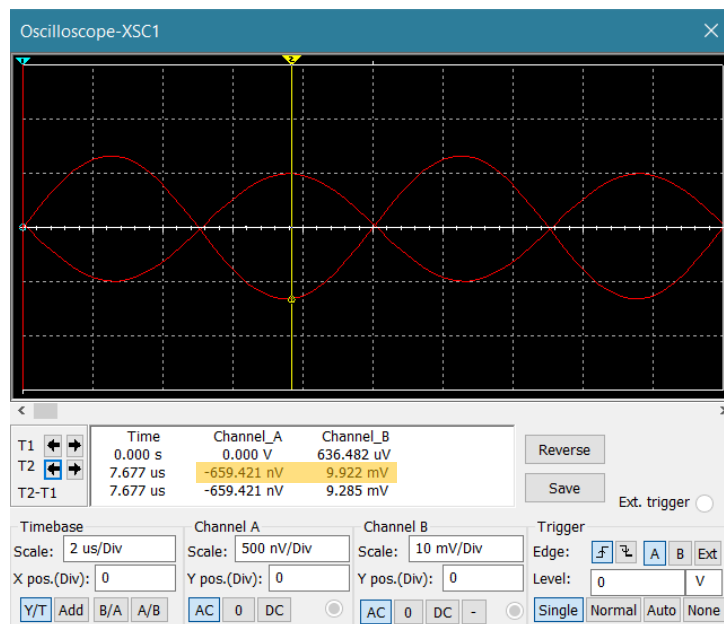 Oscilloscope-XSC1
1
2
Time Channel_A Channel_B
T1 0.000 s 0.000 V 636.482 uV
T2 7.677 us -659.421 nV 9.922 mV
T2-T1 7.677 us -659.421 nV 9.285 mV
Reverse
Save
Ext. trigger
Timebase
Scale: 2 us/Div
X pos.(Div): 0
Y/T Add B/A A/B
Channel A
Scale: 500 nV/Div
Y pos.(Div): 0
AC 0 DC
Channel B
Scale: 10 mV/Div
Y pos.(Div): 0
AC 0 DC -
Trigger
Edge: A B Ext
Level: 0 V
Single Normal Auto None